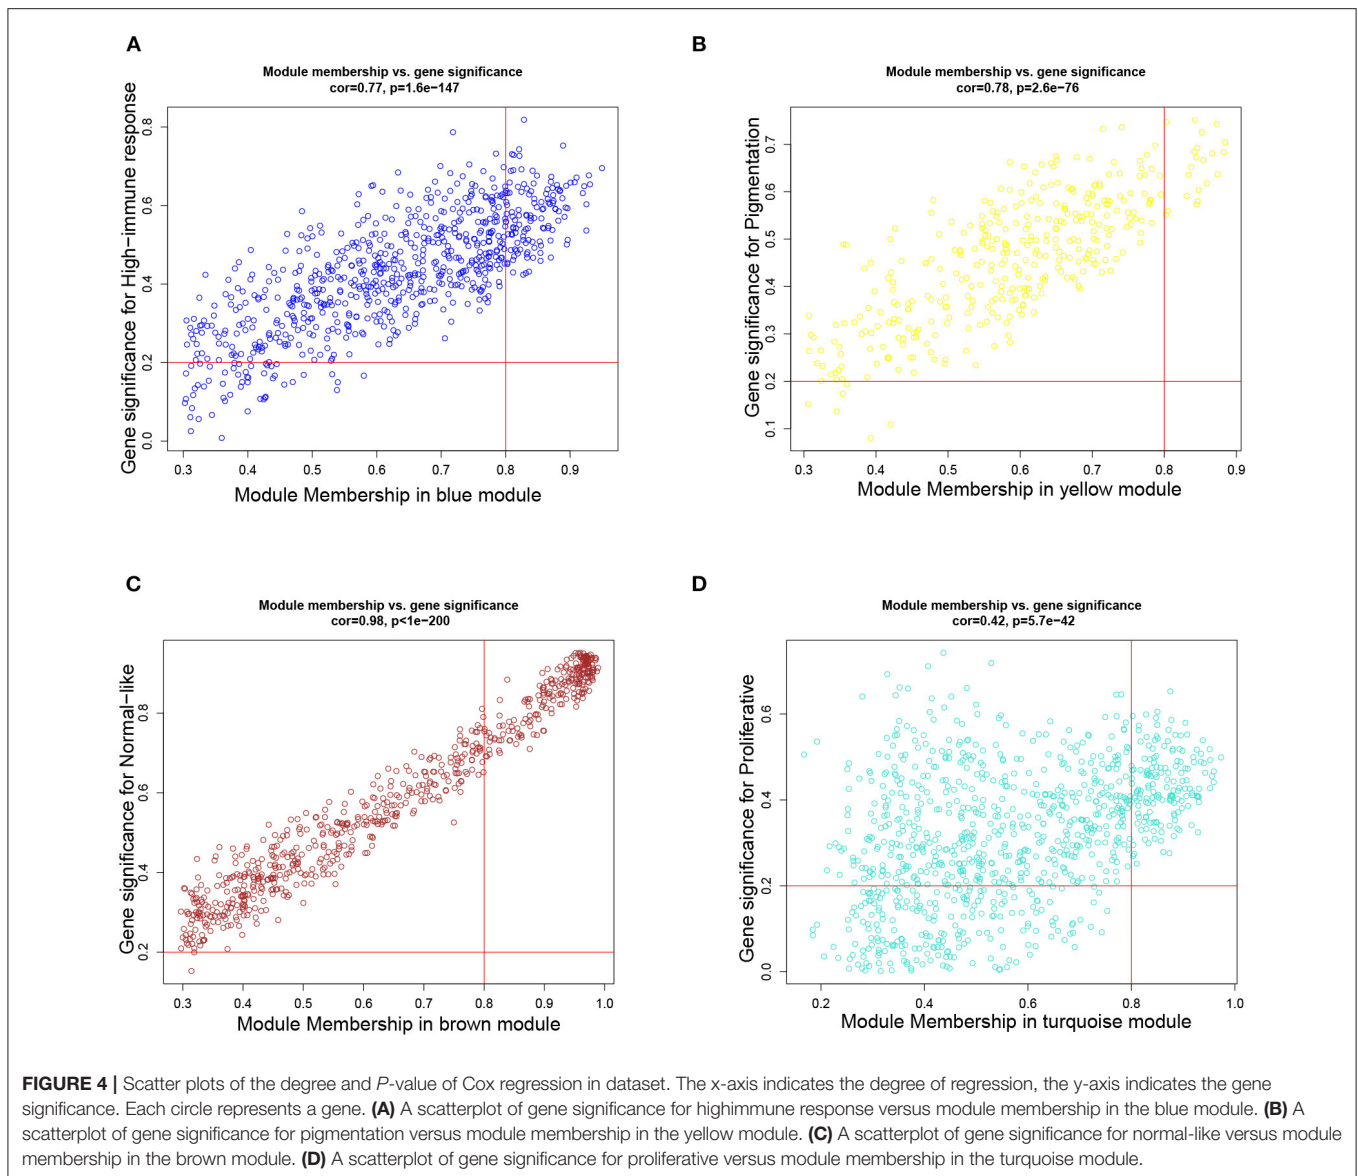 A
Module membership vs. gene significance
cor=0.77, p=1.6e−147
Gene significance for High−immune response
0.0 0.2 0.4 0.6 0.8
0.3 0.4 0.5 0.6 0.7 0.8 0.9
Module Membership in blue module
B
Module membership vs. gene significance
cor=0.78, p=2.6e−76
Gene significance for Pigmentation
0.1 0.2 0.3 0.4 0.5 0.6 0.7
0.3 0.4 0.5 0.6 0.7 0.8 0.9
Module Membership in yellow module
C
Module membership vs. gene significance
cor=0.98, p<1e−200
Gene significance for Normal−like
0.2 0.4 0.6 0.8
0.3 0.4 0.5 0.6 0.7 0.8 0.9 1.0
Module Membership in brown module
D
Module membership vs. gene significance
cor=0.42, p=5.7e−42
Gene significance for Proliferative
0.0 0.2 0.4 0.6
0.2 0.4 0.6 0.8 1.0
Module Membership in turquoise module
FIGURE 4 | Scatter plots of the degree and P-value of Cox regression in dataset. The x-axis indicates the degree of regression, the y-axis indicates the gene
significance. Each circle represents a gene. (A) A scatterplot of gene significance for highimmune response versus module membership in the blue module. (B) A
scatterplot of gene significance for pigmentation versus module membership in the yellow module. (C) A scatterplot of gene significance for normal-like versus module
membership in the brown module. (D) A scatterplot of gene significance for proliferative versus module membership in the turquoise module.